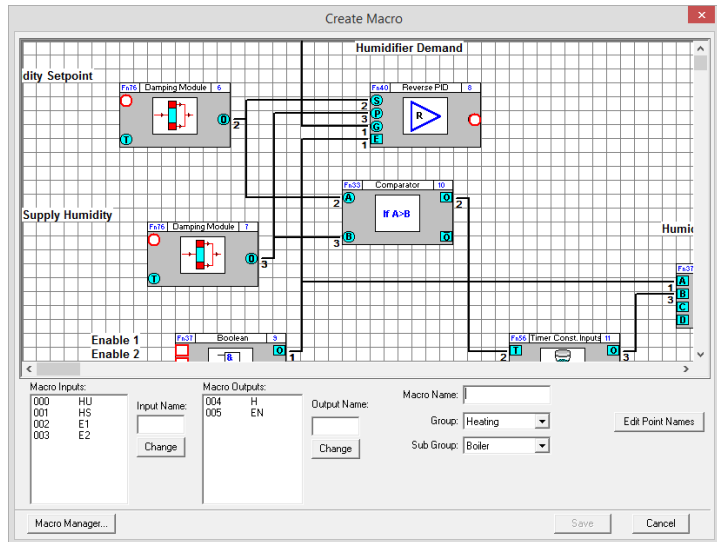 Create Macro
Humidifier Demand
dity Setpoint
Fn76 Damping Module 6
T
O
2
Fn40 Reverse PID 8
S
P
G
E
2
3
1
1
R
Fn33 Comparator 10
A
B
2
3
If A>B
O
O
2
Supply Humidity
Fn76 Damping Module 7
T
O
3
Humid
Fn37
A
B
C
D
1
3
Enable 1
Enable 2
Fn37 Boolean 9
&
O
1
Fn56 Timer Const. Inputs 11
T
2
O
3
Macro Inputs:
000 HU
001 HS
002 E1
003 E2
Input Name:
Change
Macro Outputs:
004 H
005 EN
Output Name:
Change
Macro Name:
Group: Heating
Sub Group: Boiler
Edit Point Names
Macro Manager...
Save
Cancel